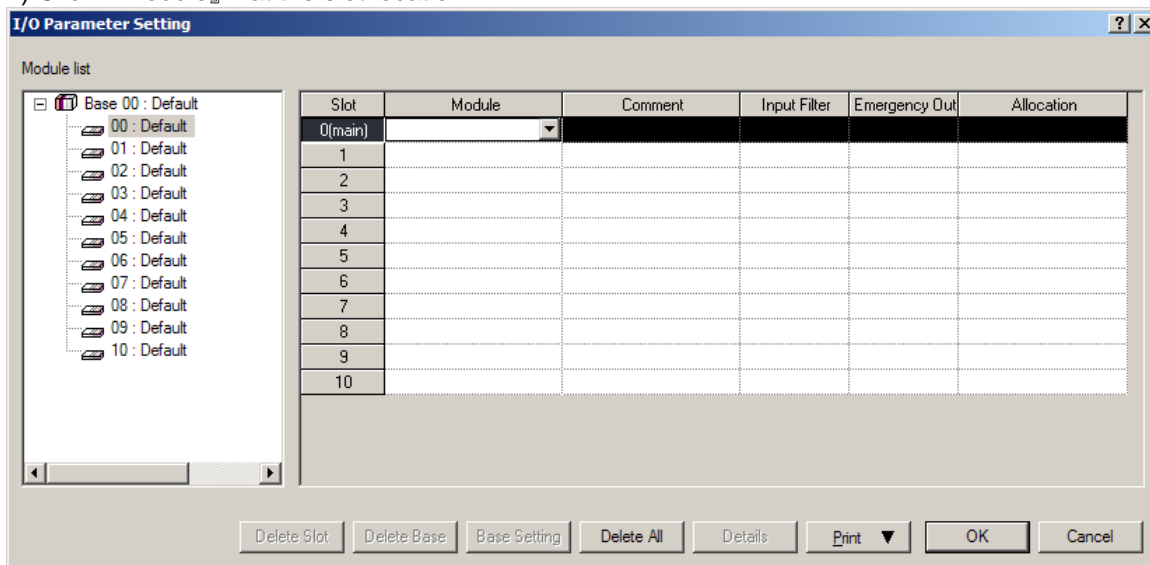 I/O Parameter Setting
Module list
Base 00 : Default
00 : Default
01 : Default
02 : Default
03 : Default
04 : Default
05 : Default
06 : Default
07 : Default
08 : Default
09 : Default
10 : Default
Slot Module Comment Input Filter Emergency Out Allocation
0(main)
1
2
3
4
5
6
7
8
9
10
Delete Slot Delete Base Base Setting Delete All Details Print ▼ OK Cancel